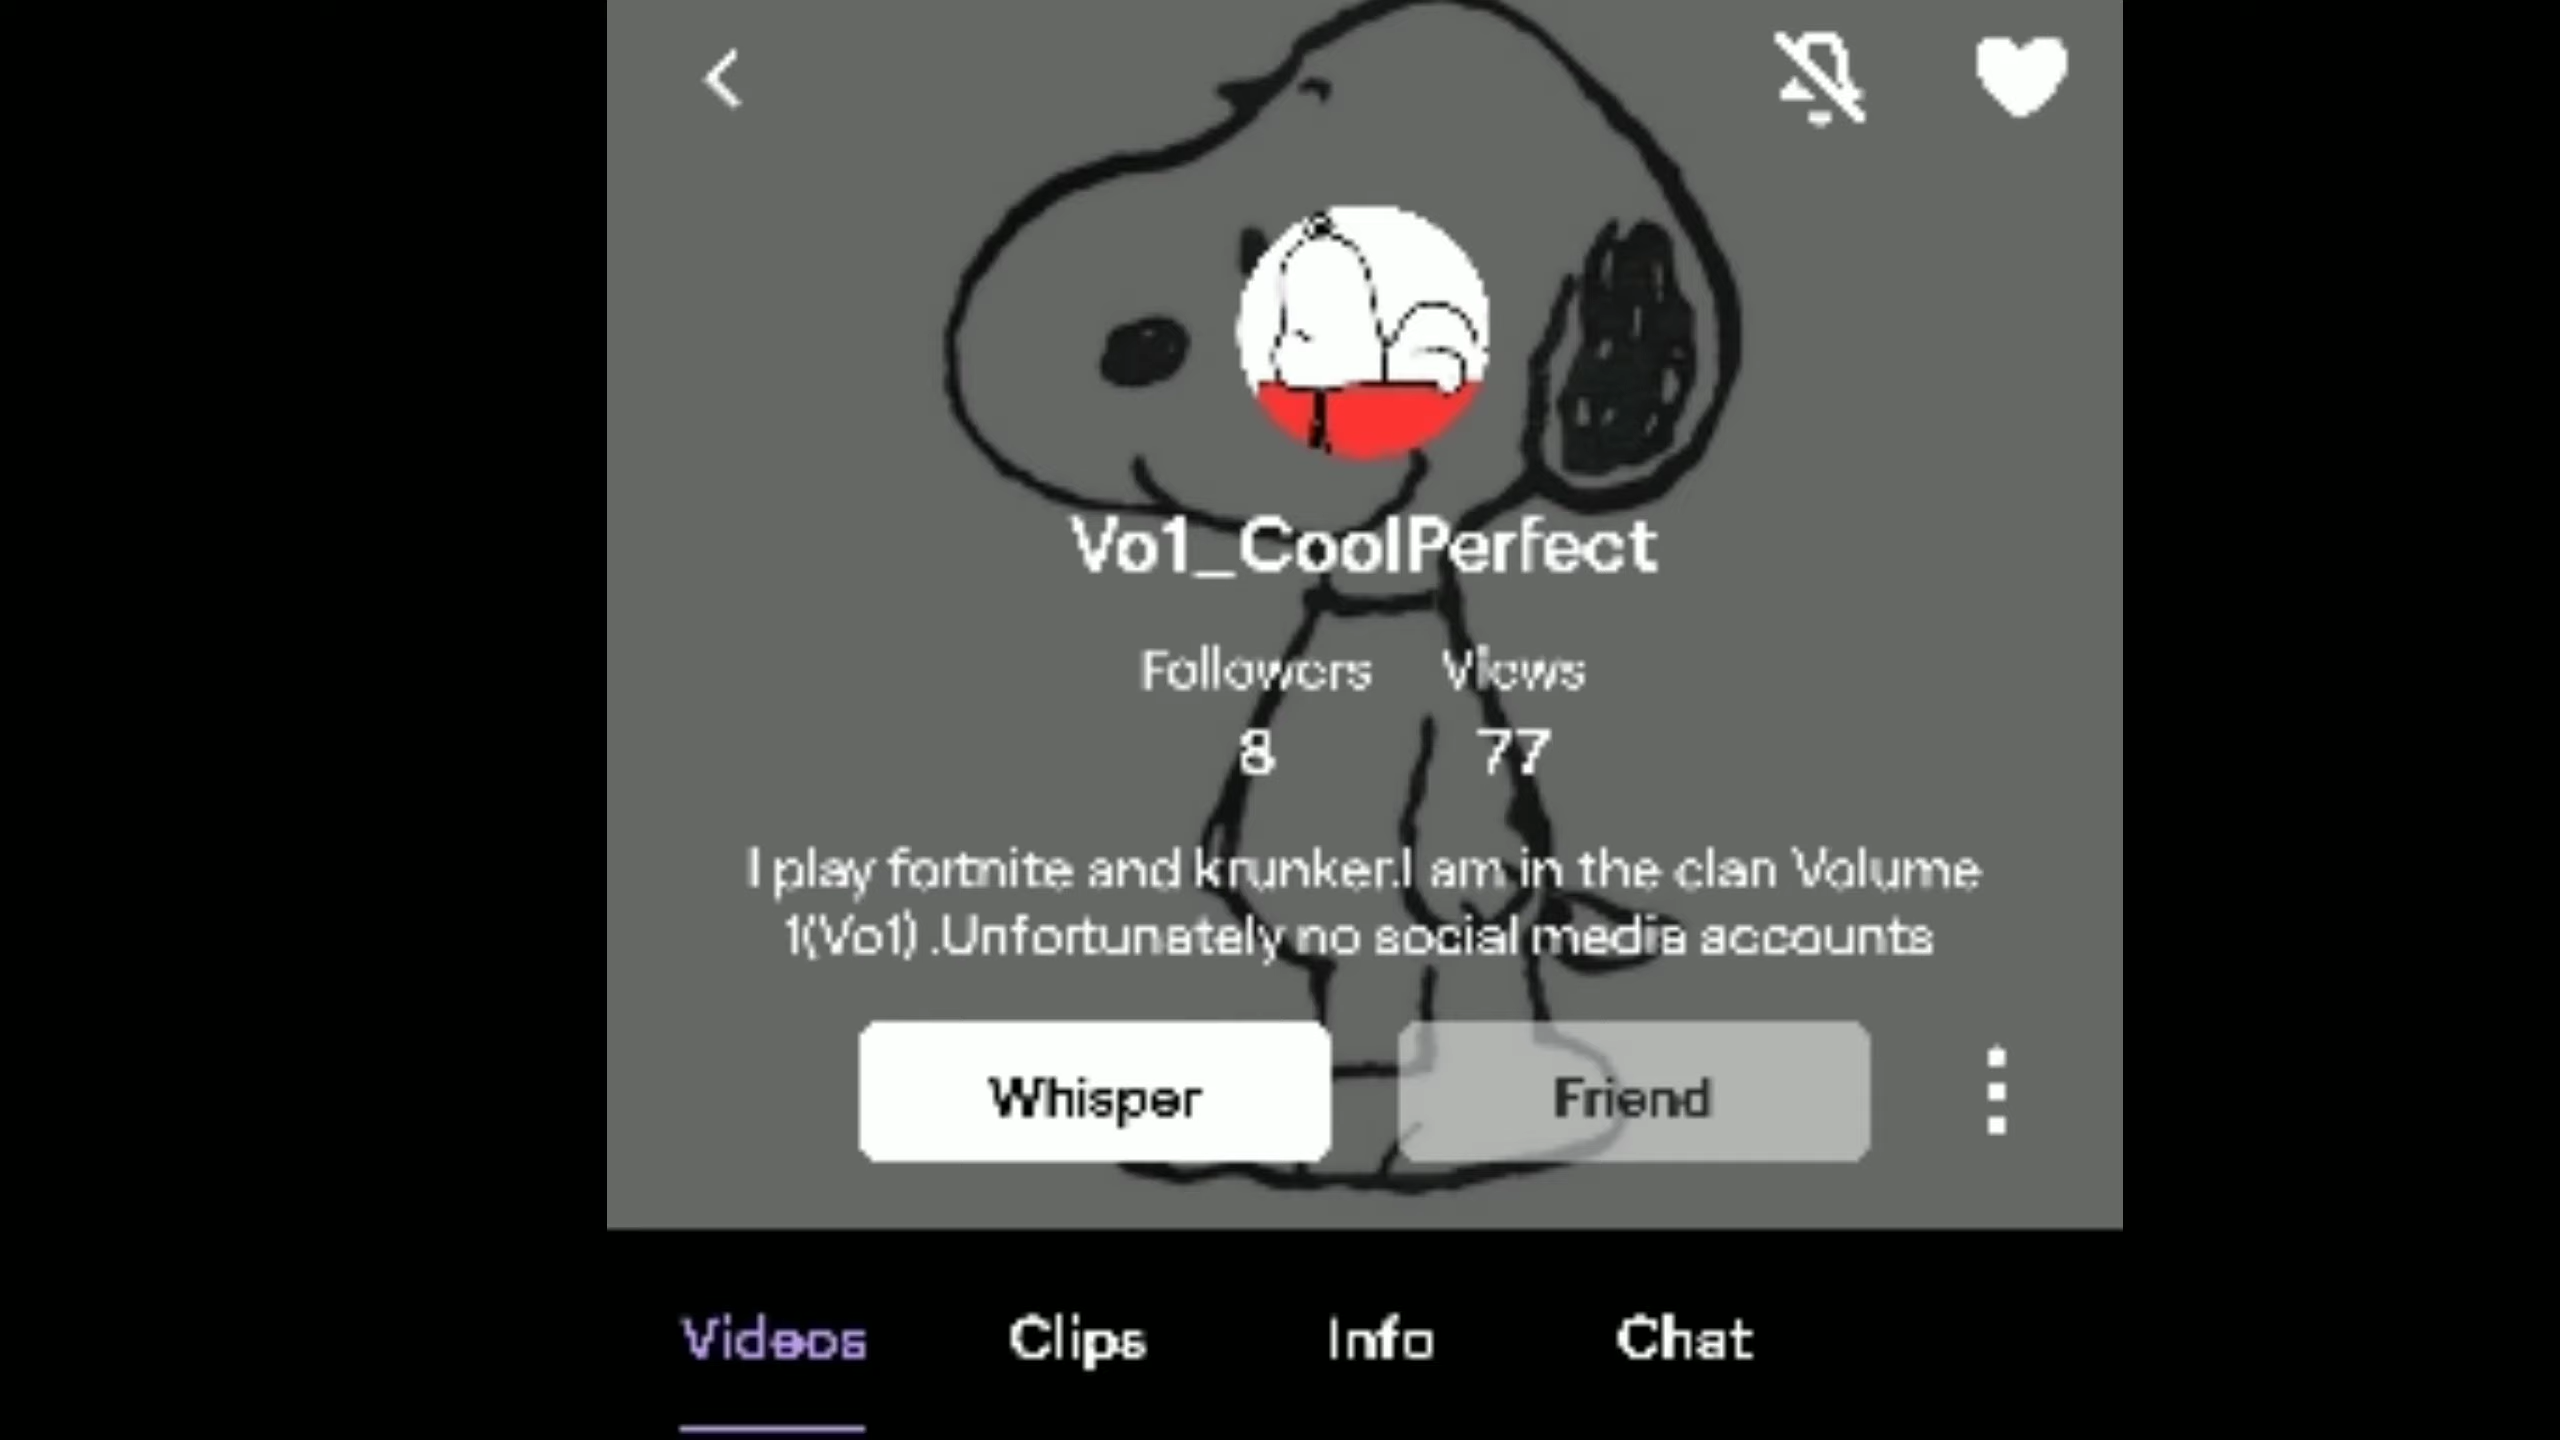 Vo1_CoolPerfect
Followers Views
8 77
I play fortnite and krunker.I am in the clan Volume
1(Vo1) .Unfortunately no social media accounts
Whisper Friend
Videos Clips Info Chat